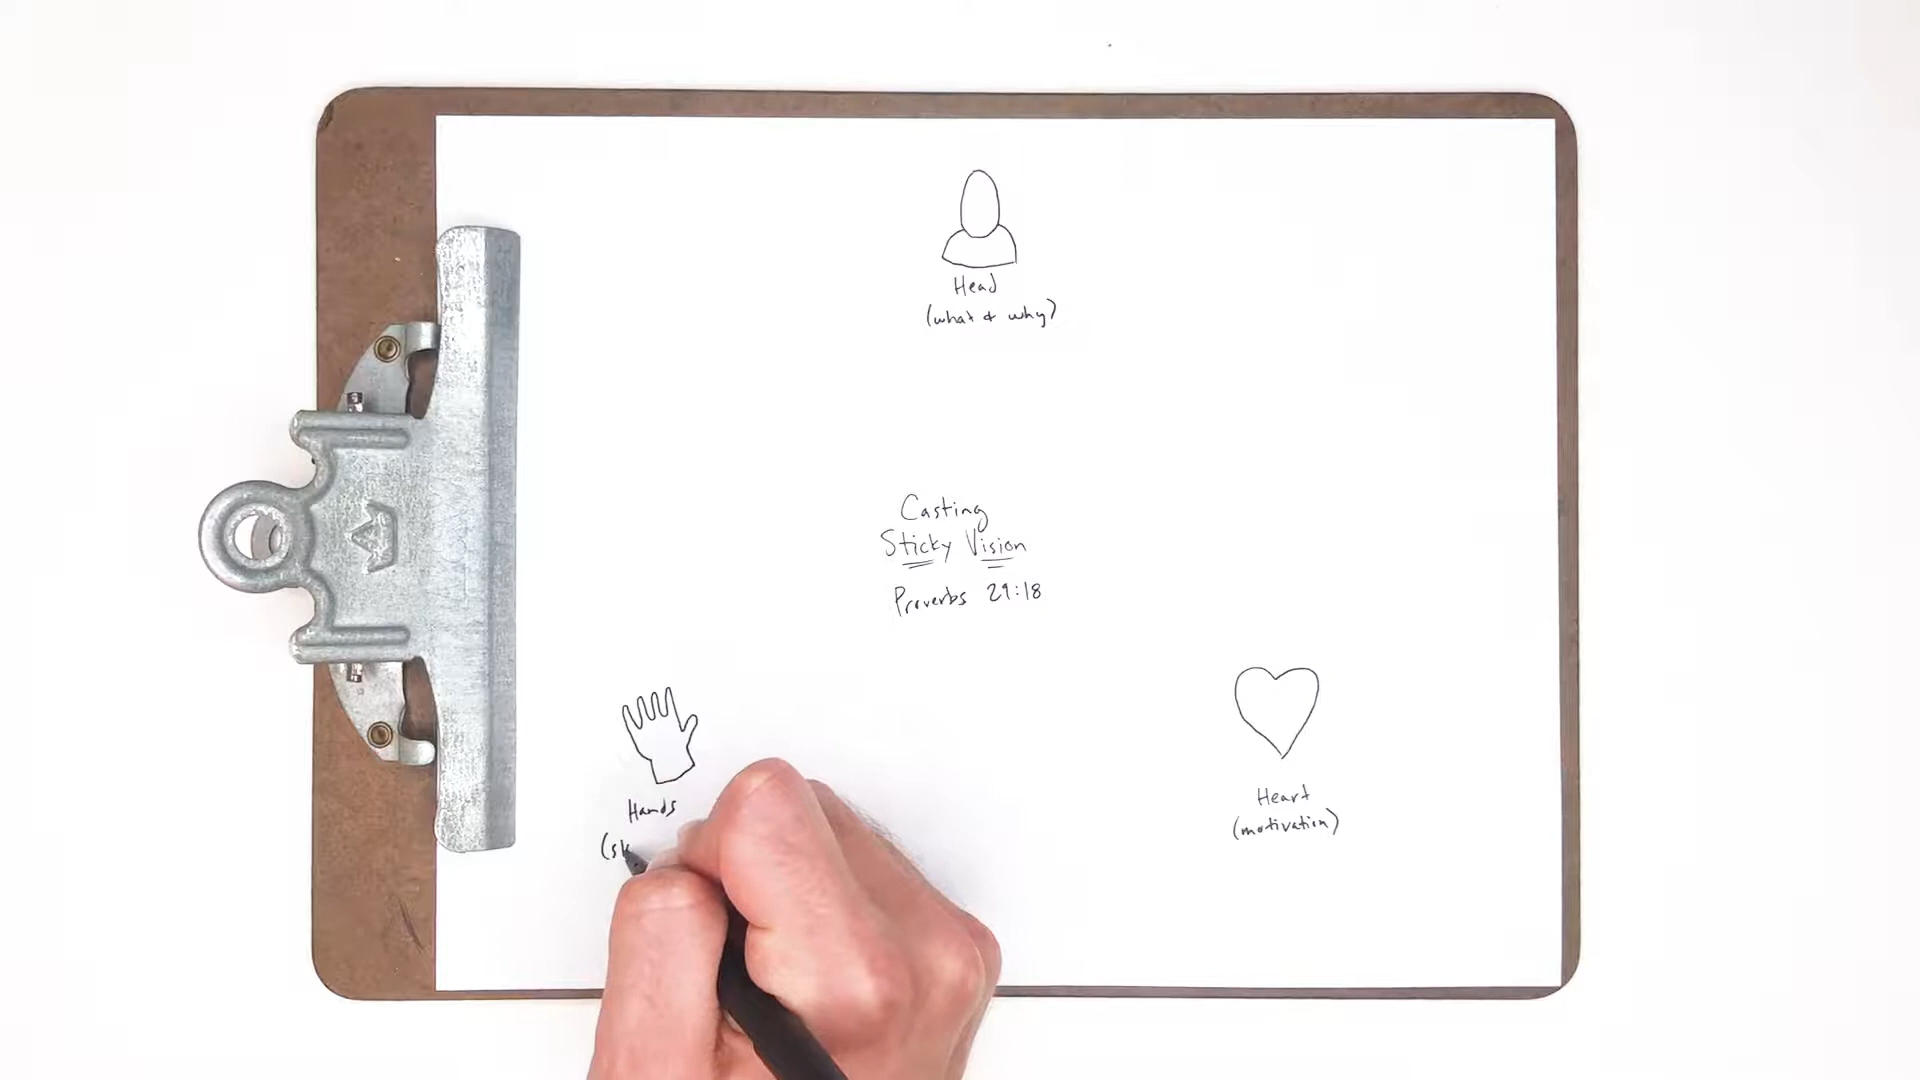 Head
(what & why)
Casting
Sticky Vision
Proverbs 29:18
Hands
Heart
(motivation)